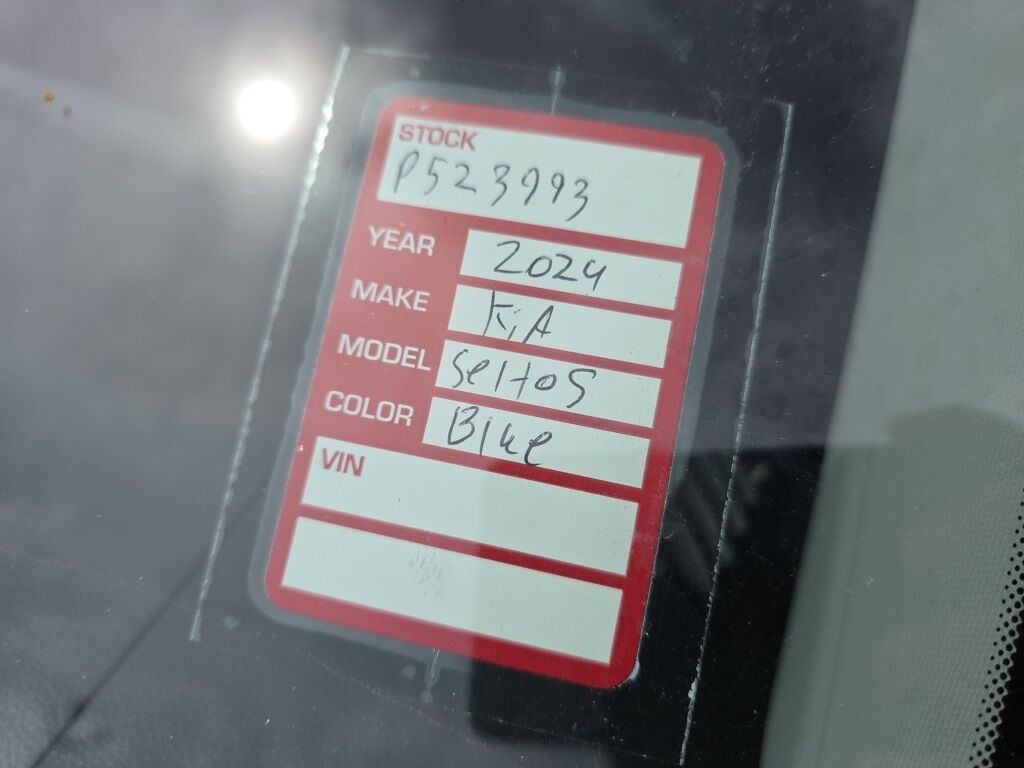 STOCK
P523993
YEAR 2024
MAKE KiA
MODEL Seltos
COLOR Blue
VIN